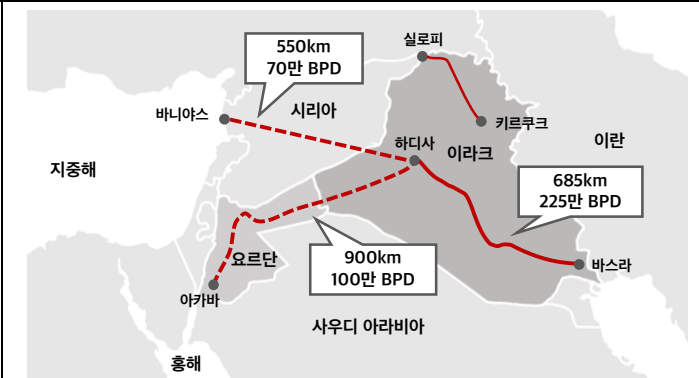 실로피
550km
70만 BPD
바니야스
시리아
키르쿠크
하디사
이라크
이란
지중해
685km
225만 BPD
요르단
900km
100만 BPD
바스라
아카바
사우디 아라비아
홍해